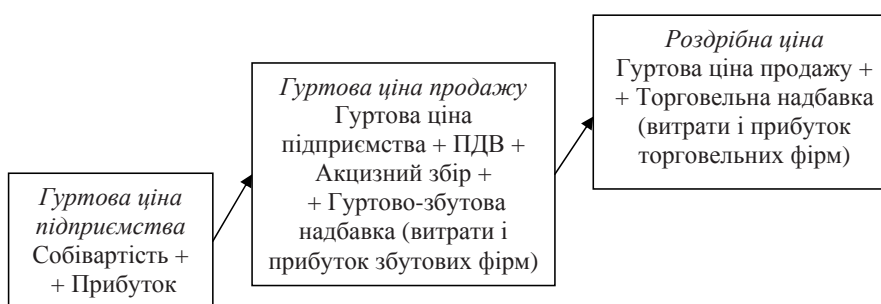 Гуртова ціна
підприємства
Собівартість +
+ Прибуток
Гуртова ціна продажу
Гуртова ціна
підприємства + ПДВ +
Акцизний збір +
+ Гуртово-збутова
надбавка (витрати і
прибуток збутових фірм)
Роздрібна ціна
Гуртова ціна продажу +
+ Торговельна надбавка
(витрати і прибуток
торговельних фірм)